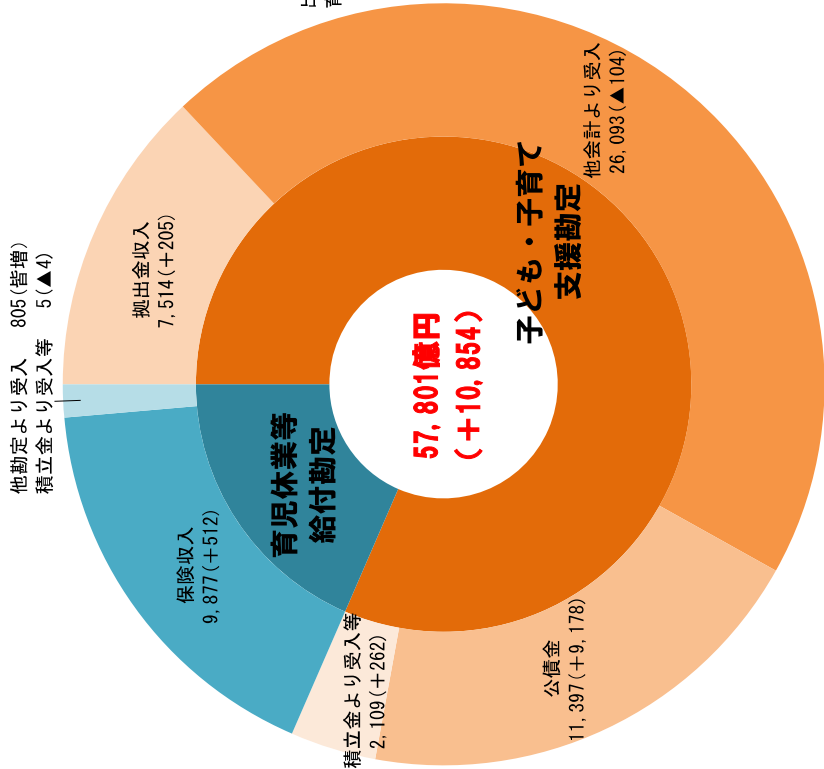 57,801億円
(＋10,854)
子ども・子育て
支援勘定
育児休業等
給付勘定
拠出金収入
7,514(＋205)
他会計より受入
26,093(▲104)
公債金
11,397(＋9,178)
積立金より受入等
2,109(＋262)
保険収入
9,877(＋512)
他勘定より受入　805(皆増)
積立金より受入等　5(▲4)